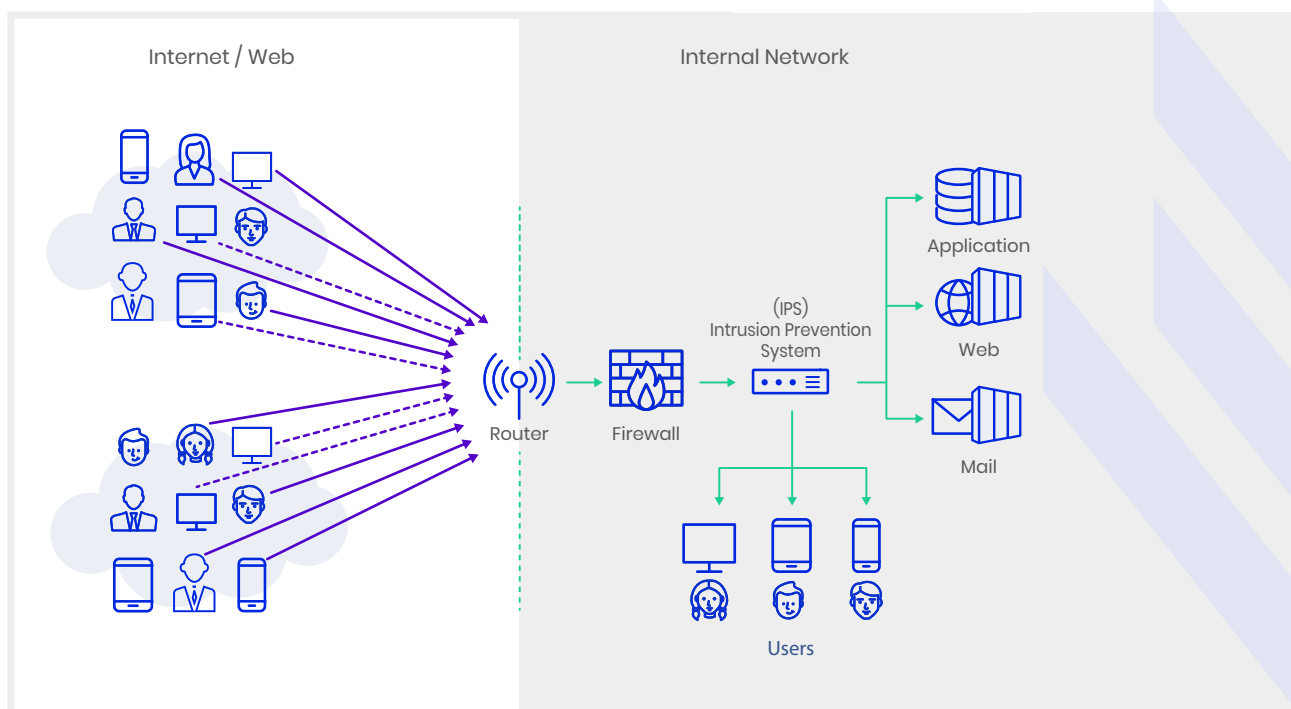 Internet / Web
Internal Network
Application
(IPS)
Intrusion Prevention
System
Web
Router
Firewall
Mail
Users